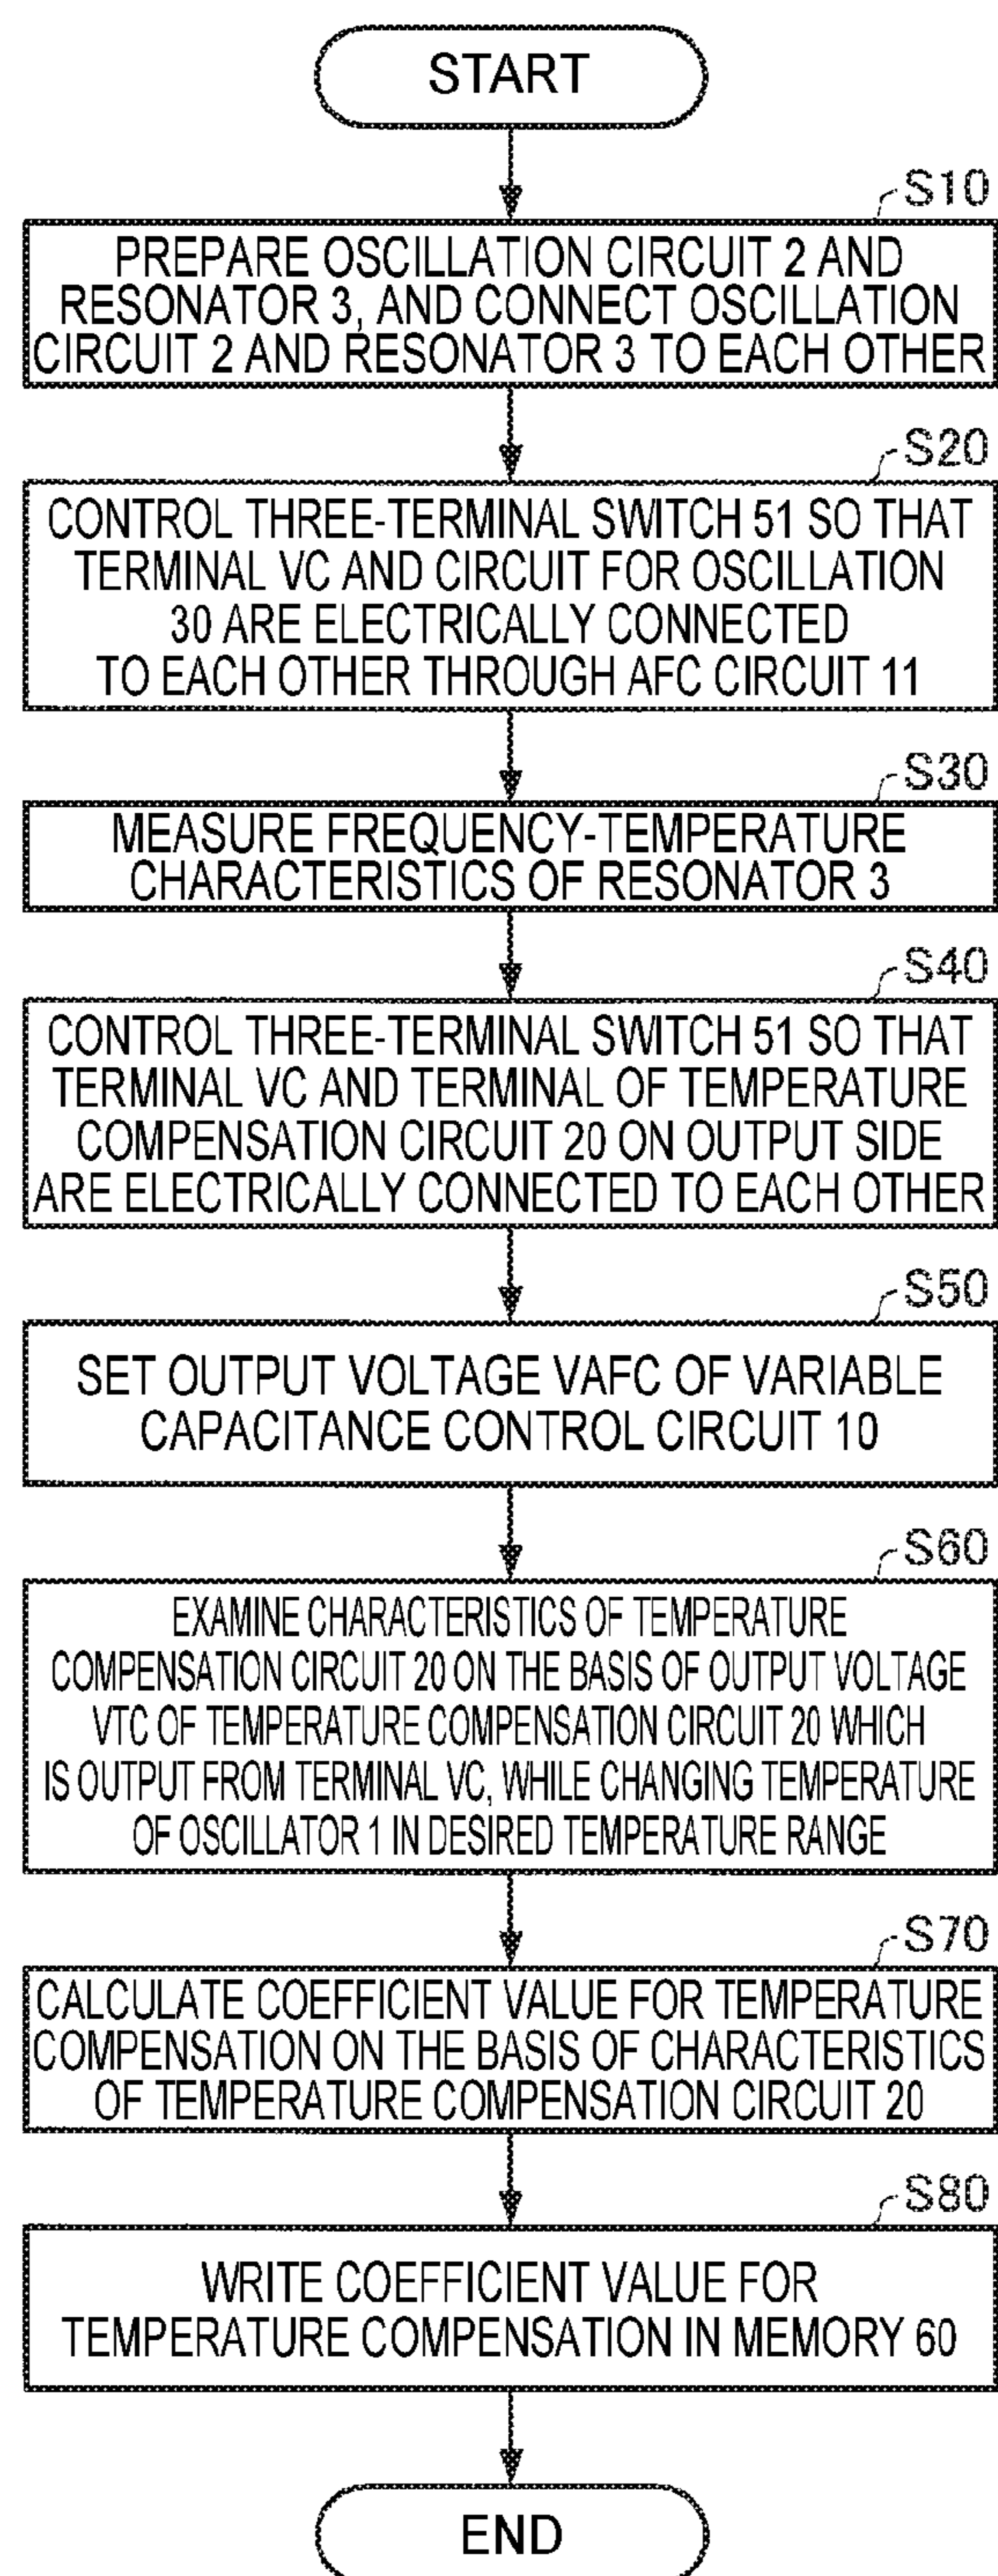 START
S10
PREPARE OSCILLATION CIRCUIT 2 AND
RESONATOR 3, AND CONNECT OSCILLATION
CIRCUIT 2 AND RESONATOR 3 TO EACH OTHER
S20
CONTROL THREE-TERMINAL SWITCH 51 SO THAT
TERMINAL VC AND CIRCUIT FOR OSCILLATION
30 ARE ELECTRICALLY CONNECTED
TO EACH OTHER THROUGH AFC CIRCUIT 11
S30
MEASURE FREQUENCY-TEMPERATURE
CHARACTERISTICS OF RESONATOR 3
S40
CONTROL THREE-TERMINAL SWITCH 51 SO THAT
TERMINAL VC AND TERMINAL OF TEMPERATURE
COMPENSATION CIRCUIT 20 ON OUTPUT SIDE
ARE ELECTRICALLY CONNECTED TO EACH OTHER
S50
SET OUTPUT VOLTAGE VAFC OF VARIABLE
CAPACITANCE CONTROL CIRCUIT 10
S60
EXAMINE CHARACTERISTICS OF TEMPERATURE
COMPENSATION CIRCUIT 20 ON THE BASIS OF OUTPUT VOLTAGE
VTC OF TEMPERATURE COMPENSATION CIRCUIT 20 WHICH
IS OUTPUT FROM TERMINAL VC, WHILE CHANGING TEMPERATURE
OF OSCILLATOR 1 IN DESIRED TEMPERATURE RANGE
S70
CALCULATE COEFFICIENT VALUE FOR TEMPERATURE
COMPENSATION ON THE BASIS OF CHARACTERISTICS
OF TEMPERATURE COMPENSATION CIRCUIT 20
S80
WRITE COEFFICIENT VALUE FOR
TEMPERATURE COMPENSATION IN MEMORY 60
END